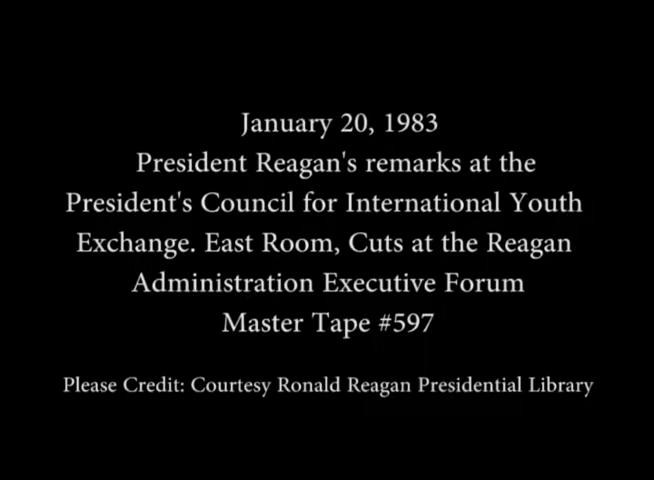 January 20, 1983
President Reagan's remarks at the
President's Council for International Youth
Exchange. East Room, Cuts at the Reagan
Administration Executive Forum
Master Tape #597
Please Credit: Courtesy Ronald Reagan Presidential Library